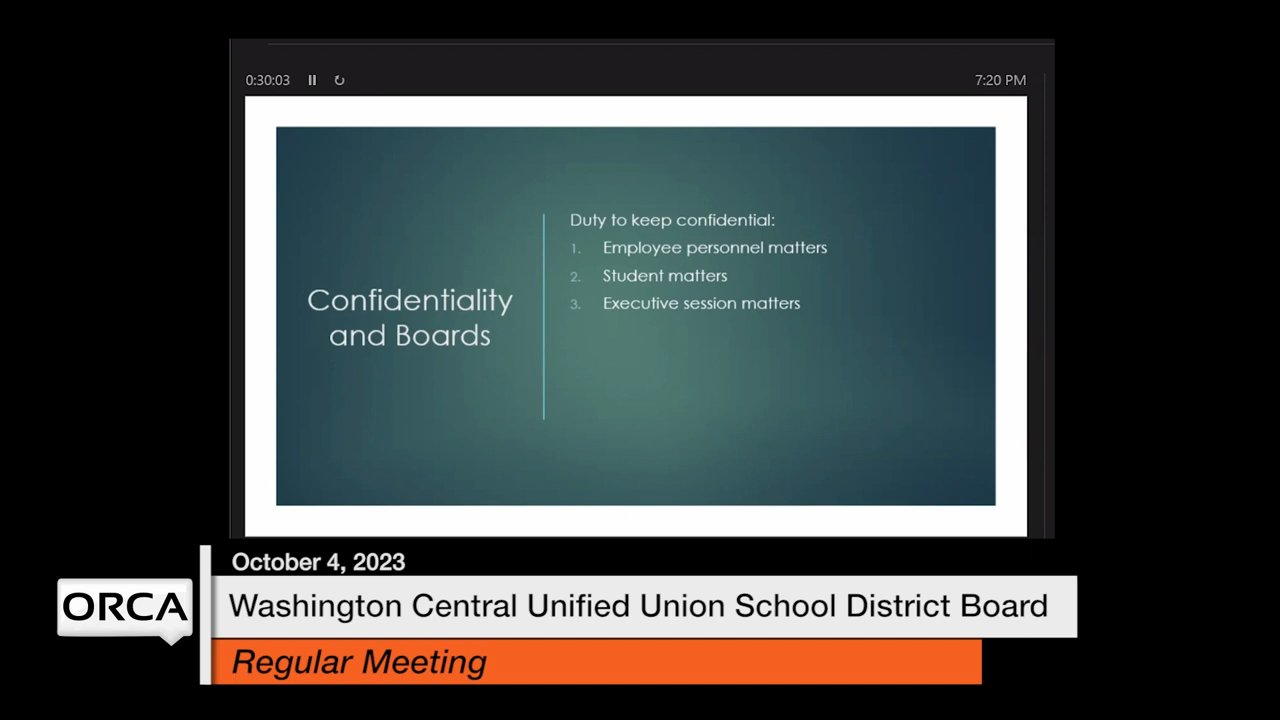 0:30:03
7:20 PM
Confidentiality
and Boards
Duty to keep confidential:
1. Employee personnel matters
2. Student matters
3. Executive session matters
October 4, 2023
ORCA
Washington Central Unified Union School District Board
Regular Meeting